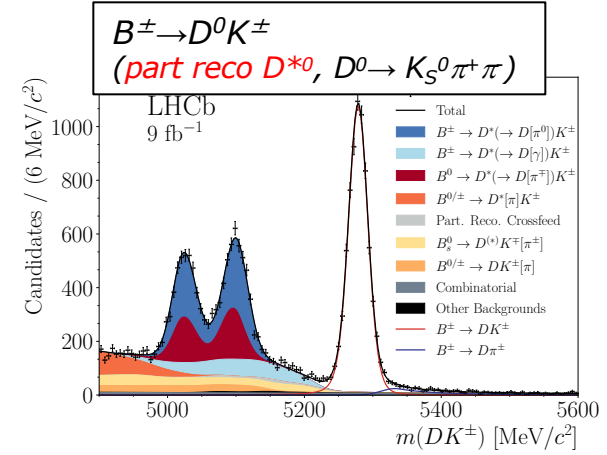 B±→D⁰K±
(part reco D*⁰, D⁰→ K_S⁰π⁺π⁻)
LHCb
9 fb⁻¹
Total
B± → D*(→ D[π⁰])K±
B± → D*(→ D[γ])K±
B⁰ → D*(→ D[π∓])K±
B⁰/± → D*[π]K±
Part. Reco. Crossfeed
B_s⁰ → D⁽*⁾K∓[π±]
B⁰/± → DK±[π]
Combinatorial
Other Backgrounds
B± → DK±
B± → Dπ±
Candidates / (6 MeV/c²)
1000
800
600
400
200
0
5000 5200 5400 5600
m(DK±) [MeV/c²]